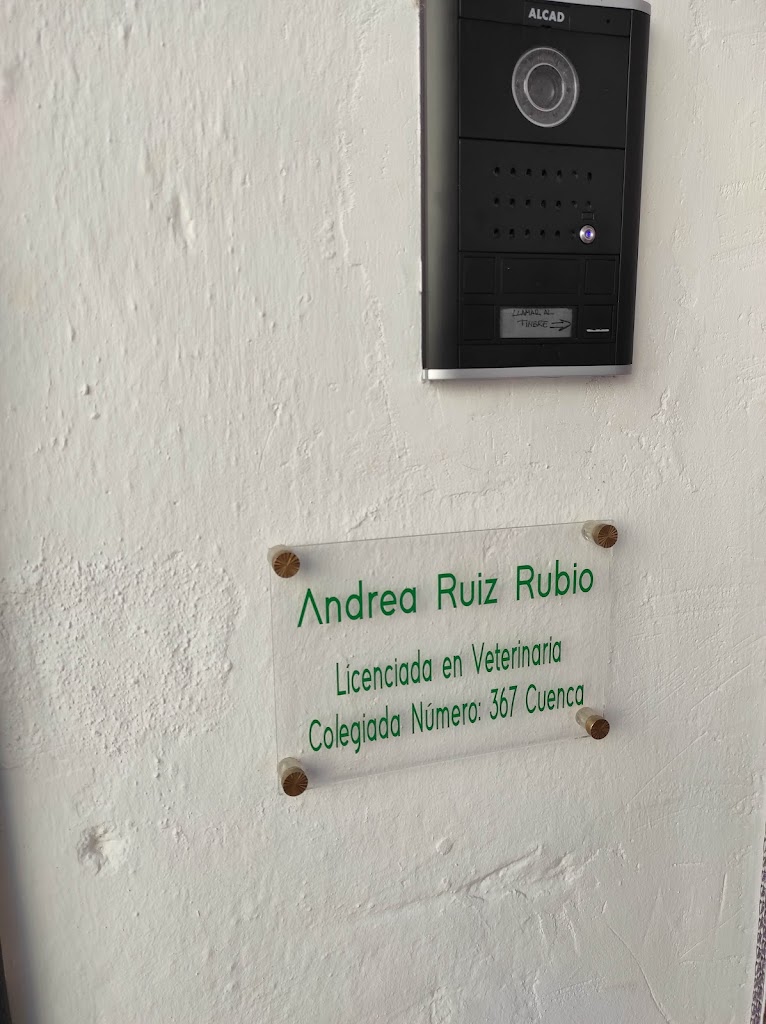 ALCAD
LLAMAR AL
TIMBRE
Andrea Ruiz Rubio
Licenciada en Veterinaria
Colegiada Número: 367 Cuenca